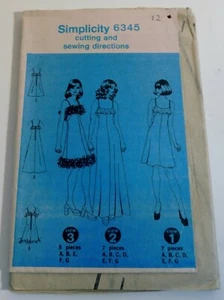 12
Simplicity 6345
cutting and
sewing directions
3
2
1
5 pieces
A, B, E,
F, G
7 pieces
A, B, C, D,
E, F, G
7 pieces
A, B, C, D,
E, F, G